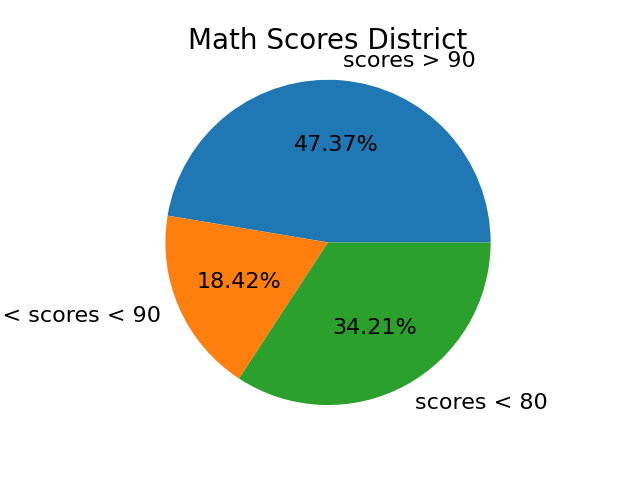 Math Scores District
scores > 90
47.37%
18.42%
< scores < 90
34.21%
scores < 80